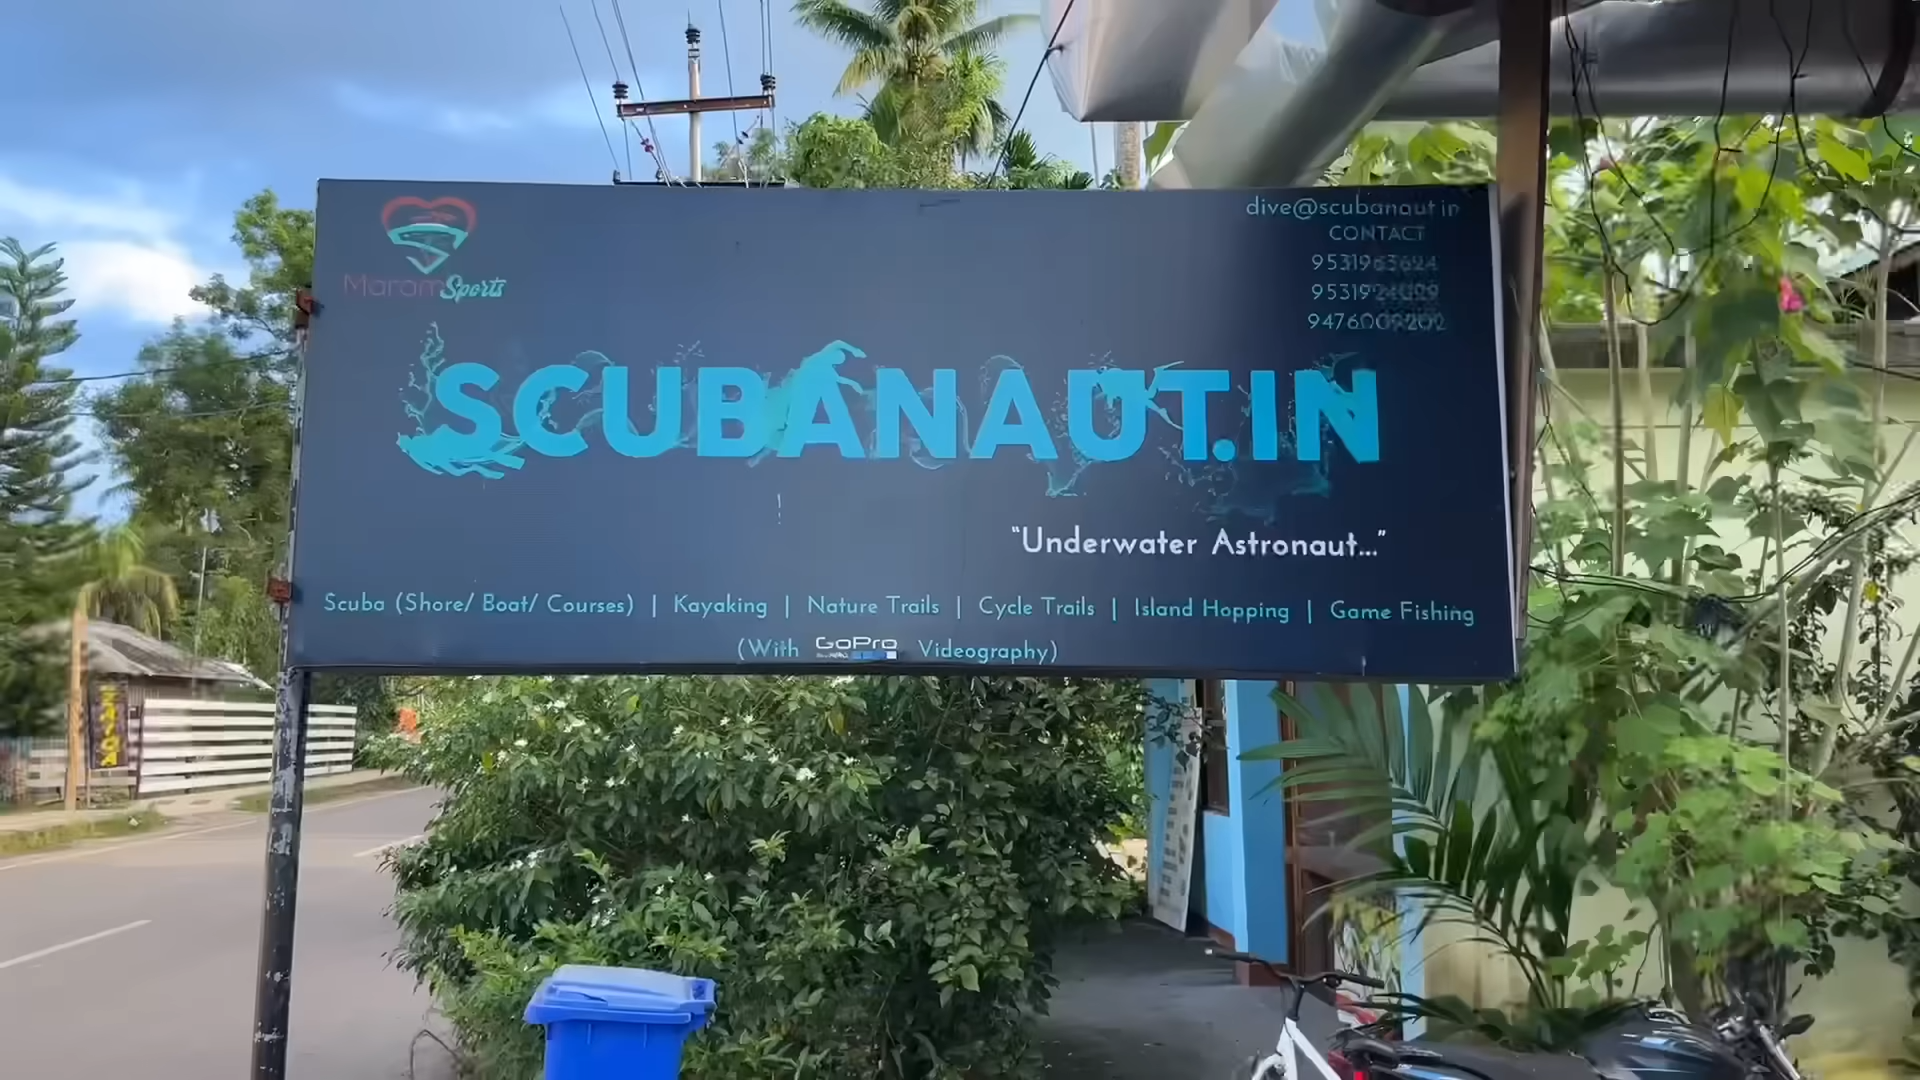 Maram Sports
dive@scubanaut.in
CONTACT
SCUBANAUT.IN
“Underwater Astronaut...”
Scuba (Shore/ Boat/ Courses) | Kayaking | Nature Trails | Cycle Trails | Island Hopping | Game Fishing
(With GoPro Videography)